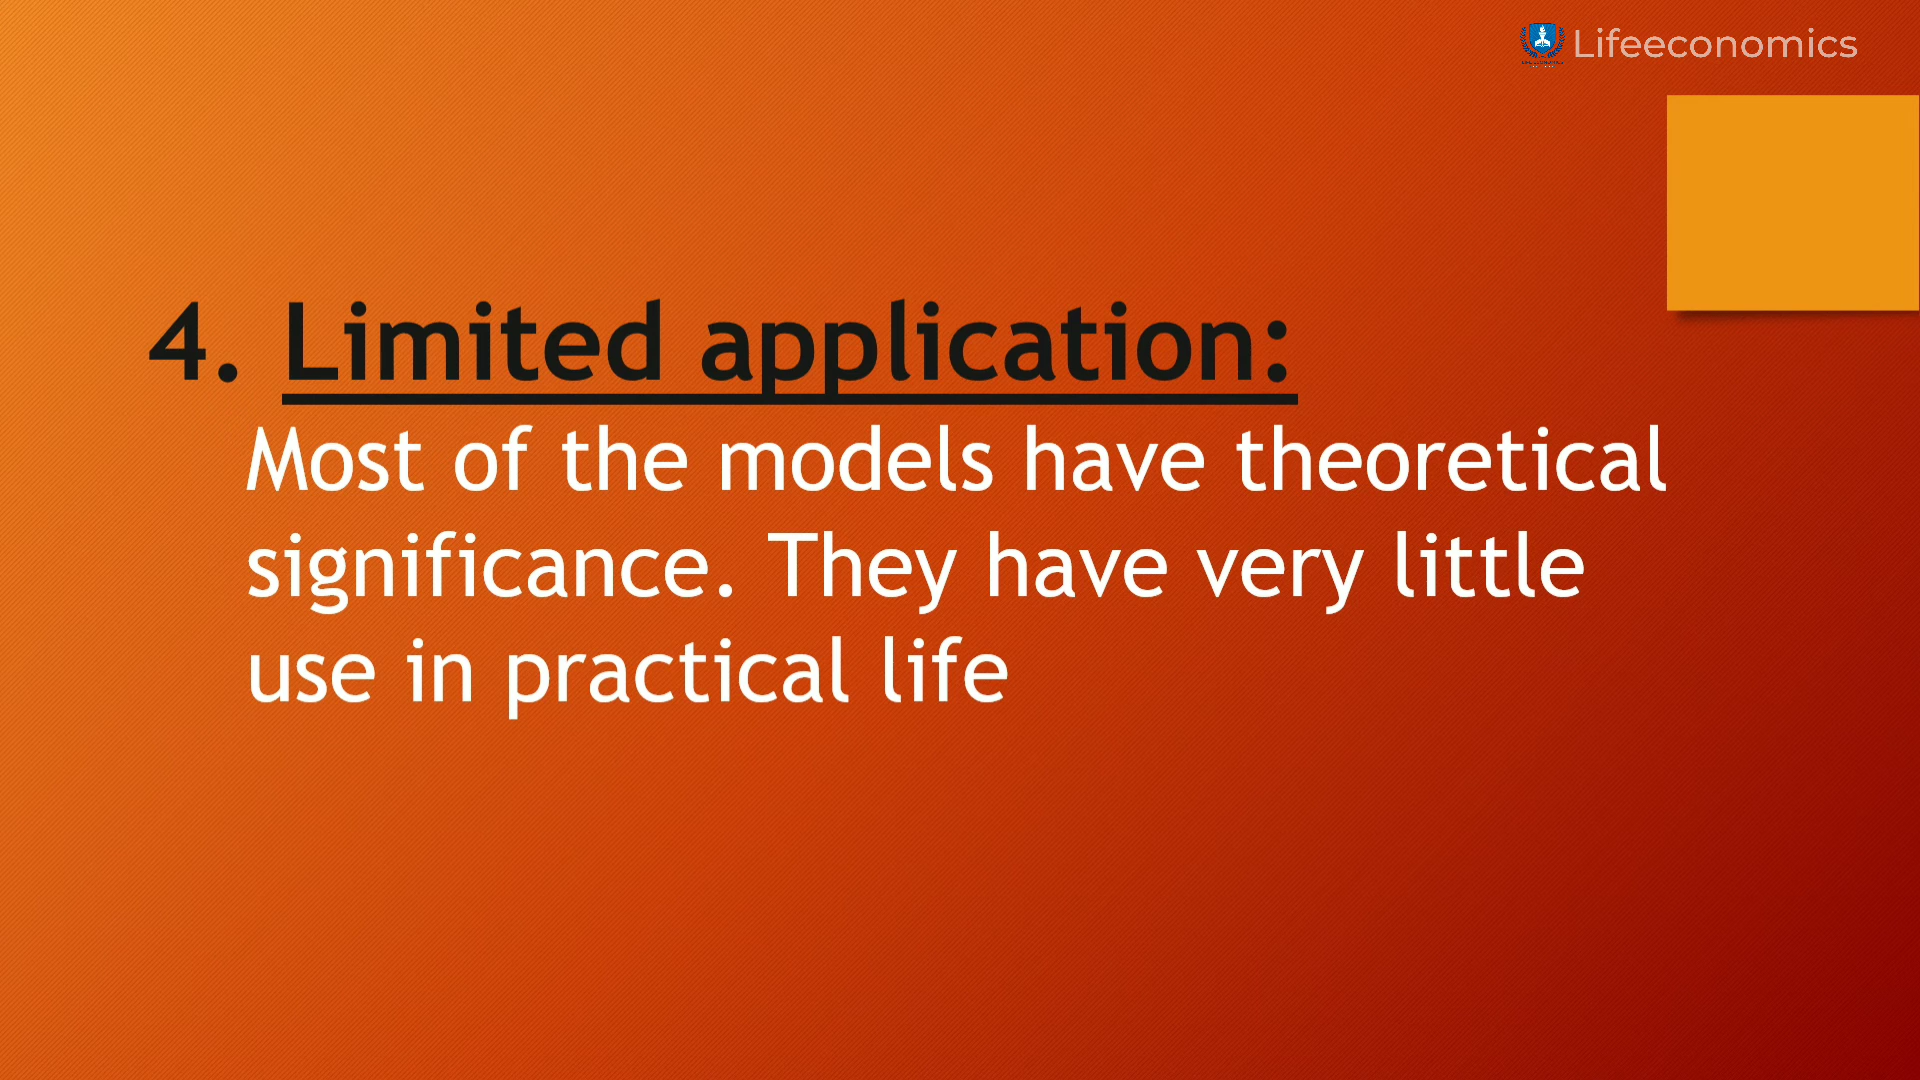 Lifeeconomics
4. Limited application:
Most of the models have theoretical
significance. They have very little
use in practical life